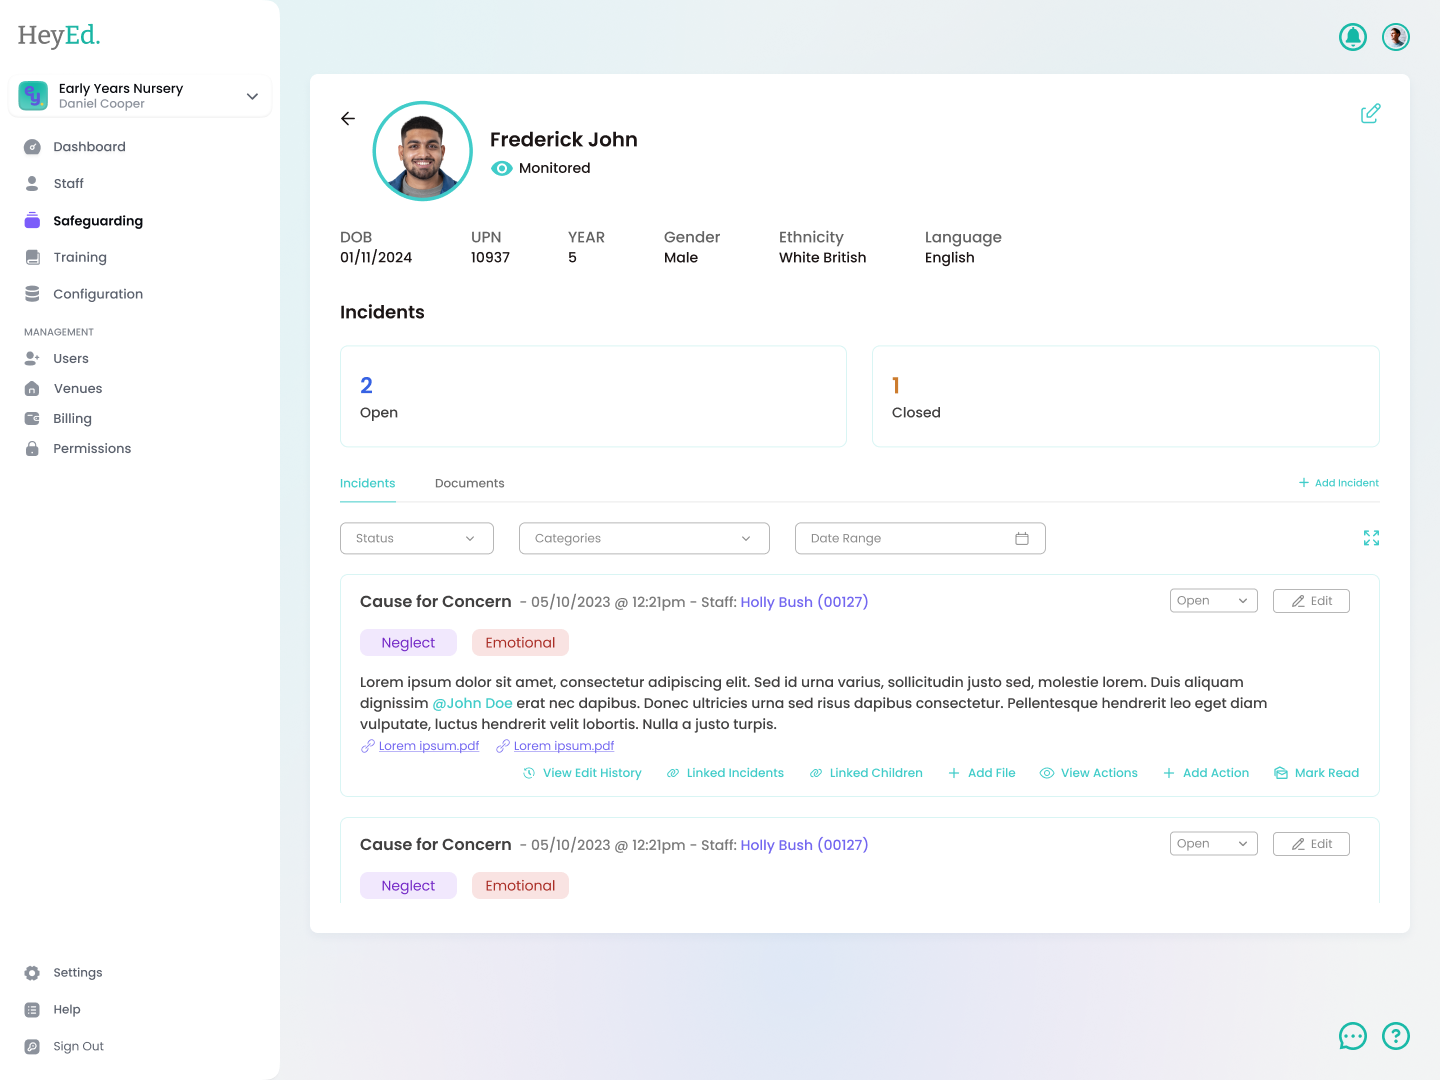 HeyEd.
Early Years Nursery
Daniel Cooper
Dashboard
Staff
Safeguarding
Training
Configuration
MANAGEMENT
Users
Venues
Billing
Permissions
Settings
Help
Sign Out
Frederick John
Monitored
DOB UPN YEAR Gender Ethnicity Language
01/11/2024 10937 5 Male White British English
Incidents
2 1
Open Closed
Incidents Documents Add Incident
Status Categories Date Range
Cause for Concern - 05/10/2023 @ 12:21pm - Staff: Holly Bush (00127) Open Edit
Neglect Emotional
Lorem ipsum dolor sit amet, consectetur adipiscing elit. Sed id urna varius, sollicitudin justo sed, molestie lorem. Duis aliquam
dignissim @John Doe erat nec dapibus. Donec ultricies urna sed risus dapibus consectetur. Pellentesque hendrerit leo eget diam
vulputate, luctus hendrerit velit lobortis. Nulla a justo turpis.
Lorem ipsum.pdf Lorem ipsum.pdf
View Edit History Linked Incidents Linked Children Add File View Actions Add Action Mark Read
Cause for Concern - 05/10/2023 @ 12:21pm - Staff: Holly Bush (00127) Open Edit
Neglect Emotional